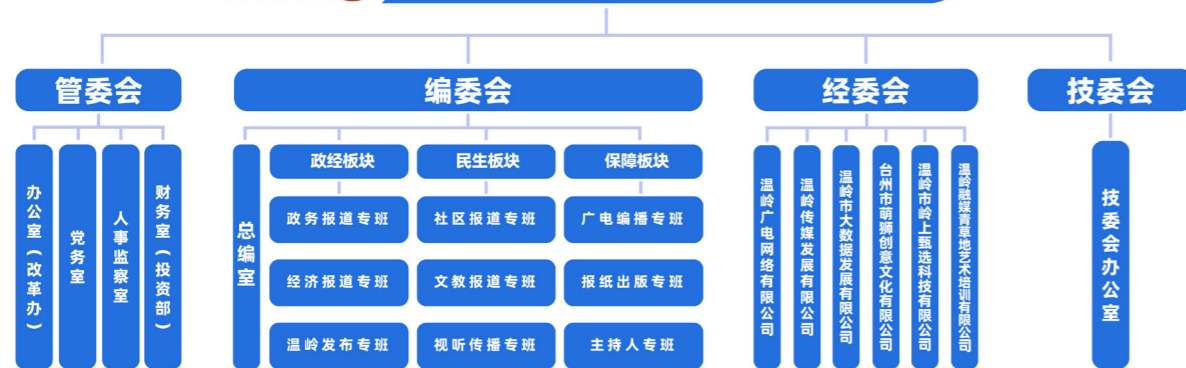 管委会
编委会
经委会
技委会
办公室（改革办）
党务室
人事监察室
财务室（投资部）
总编室
政经板块
民生板块
保障板块
政务报道专班
社区报道专班
广电编播专班
经济报道专班
文教报道专班
报纸出版专班
温岭发布专班
视听传播专班
主持人专班
温岭广电网络有限公司
温岭传媒发展有限公司
温岭市大数据发展有限公司
台州市萌狮创意文化有限公司
温岭市岭上甄选科技有限公司
温岭融媒青草地艺术培训有限公司
技委会办公室